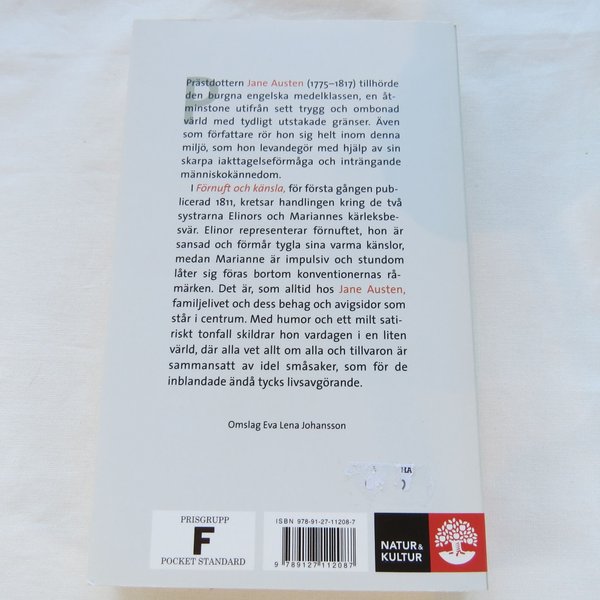 Prästdottern Jane Austen (1775–1817) tillhörde
den burgna engelska medelklassen, en åt-
minstone utifrån sett trygg och ombonad
värld med tydligt utstakade gränser. Även
som författare rör hon sig helt inom denna
miljö, som hon levandegör med hjälp av sin
skarpa iakttagelseförmåga och inträngande
människokännedom.
I Förnuft och känsla, för första gången pub-
licerad 1811, kretsar handlingen kring de två
systrarna Elinors och Mariannes kärleksbe-
svär. Elinor representerar förnuftet, hon är
sansad och förmår tygla sina varma känslor,
medan Marianne är impulsiv och stundom
låter sig föras bortom konventionernas rå-
märken. Det är, som alltid hos Jane Austen,
familjelivet och dess behag och avigsidor som
står i centrum. Med humor och ett milt sati-
riskt tonfall skildrar hon vardagen i en liten
värld, där alla vet allt om alla och tillvaron är
sammansatt av idel småsaker, som för de
inblandade ändå tycks livsavgörande.
Omslag Eva Lena Johansson
PRISGRUPP
F
POCKET STANDARD
ISBN 978-91-27-11208-7
9 789127 112087
NATUR &
KULTUR